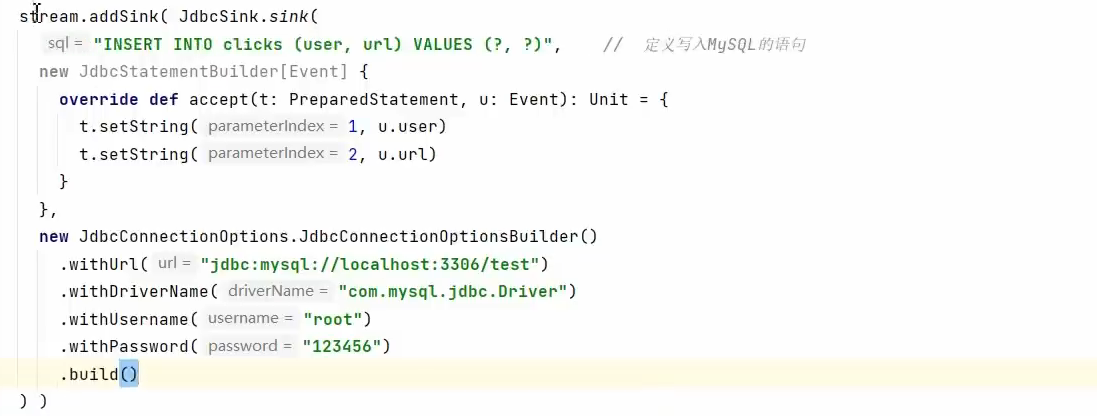 stream.addSink( JdbcSink.sink(
sql = "INSERT INTO clicks (user, url) VALUES (?, ?)",    // 定义写入MySQL的语句
new JdbcStatementBuilder[Event] {
override def accept(t: PreparedStatement, u: Event): Unit = {
t.setString( parameterIndex = 1, u.user)
t.setString( parameterIndex = 2, u.url)
}
},
new JdbcConnectionOptions.JdbcConnectionOptionsBuilder()
.withUrl( url = "jdbc:mysql://localhost:3306/test")
.withDriverName( driverName = "com.mysql.jdbc.Driver")
.withUsername( username = "root")
.withPassword( password = "123456")
.build()
) )